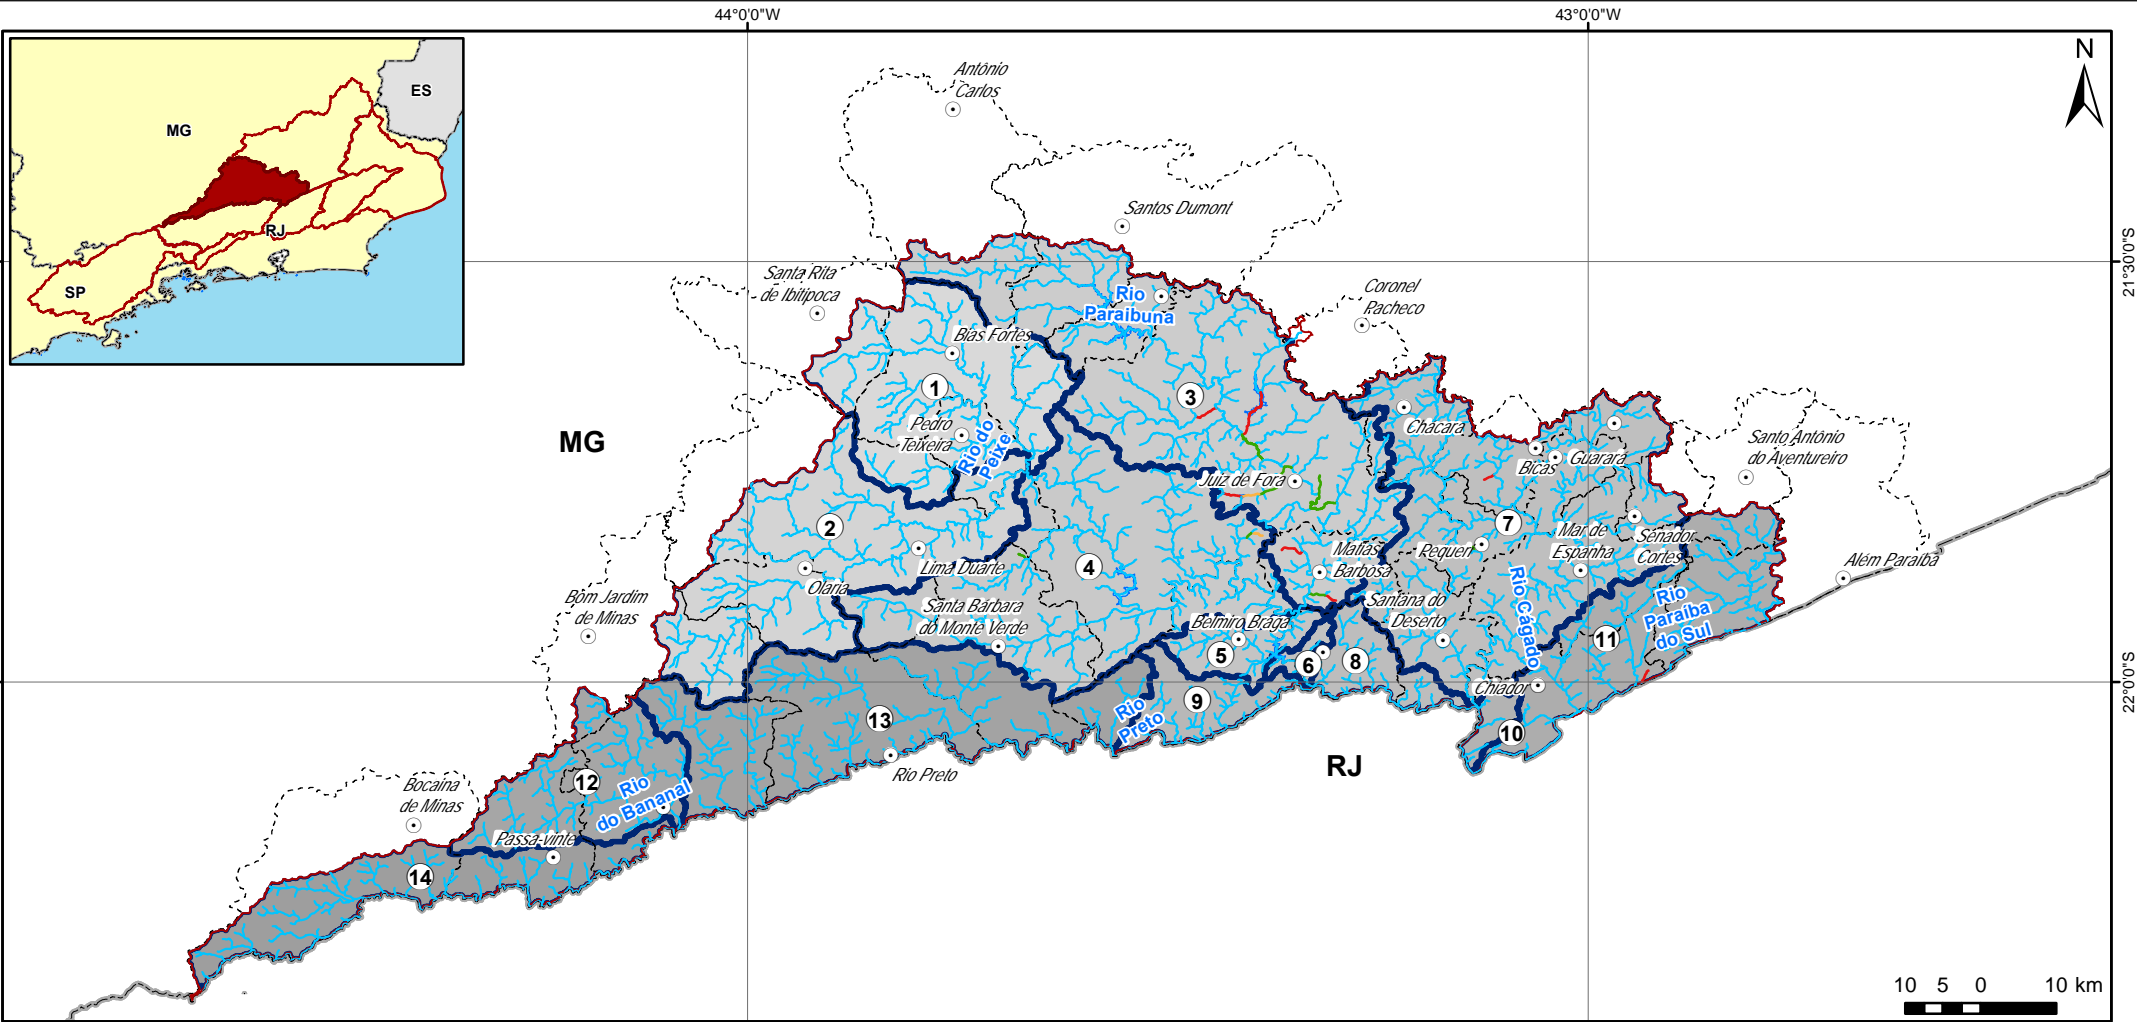 44°0'0"W
43°0'0"W
N
ES
MG
RJ
SP
21°30'0"S
22°0'0"S
Antônio
Carlos
Santos Dumont
Santa Rita
de Ibitipoca
Coronel
Pacheco
Rio
Paraibuna
Bias Fortes
1
3
Pedro
Teixeira
Rio do
Peixe
MG
Chácara
Bicas
Guarará
Santo Antônio
do Aventureiro
Juiz de Fora
2
7
Mar de
Espanha
Senador
Cortes
Matias
Barbosa
Pequeri
Lima Duarte
4
Olaria
Além Paraíba
Bom Jardim
de Minas
Santa Bárbara
do Monte Verde
Belmiro Braga
Santana do
Deserto
Rio Cágado
Rio
Paraíba
do Sul
11
5
6
8
Chiador
9
Rio
Preto
13
10
RJ
Rio Preto
12
Rio
do Bananal
Bocaina
de Minas
Passa-vinte
14
10 5 0 10 km